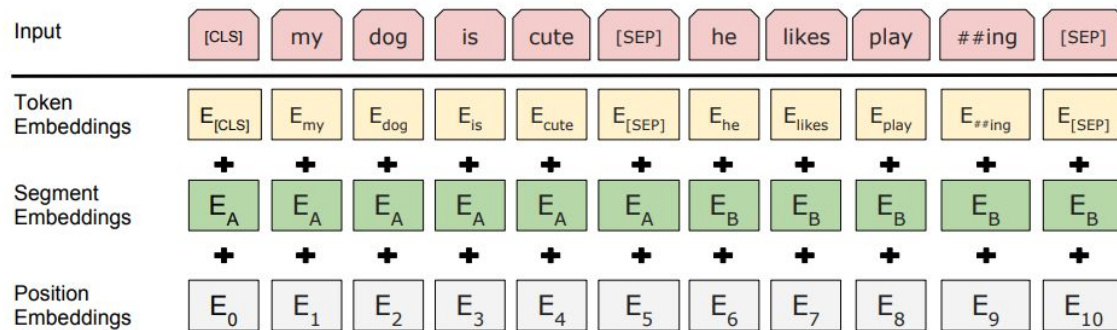 Input [CLS] my dog is cute [SEP] he likes play ##ing [SEP]
Token Embeddings E[CLS] Emy Edog Eis Ecute E[SEP] Ehe Elikes Eplay E##ing E[SEP]
+ + + + + + + + + + +
Segment Embeddings EA EA EA EA EA EA EB EB EB EB EB
+ + + + + + + + + + +
Position Embeddings E0 E1 E2 E3 E4 E5 E6 E7 E8 E9 E10